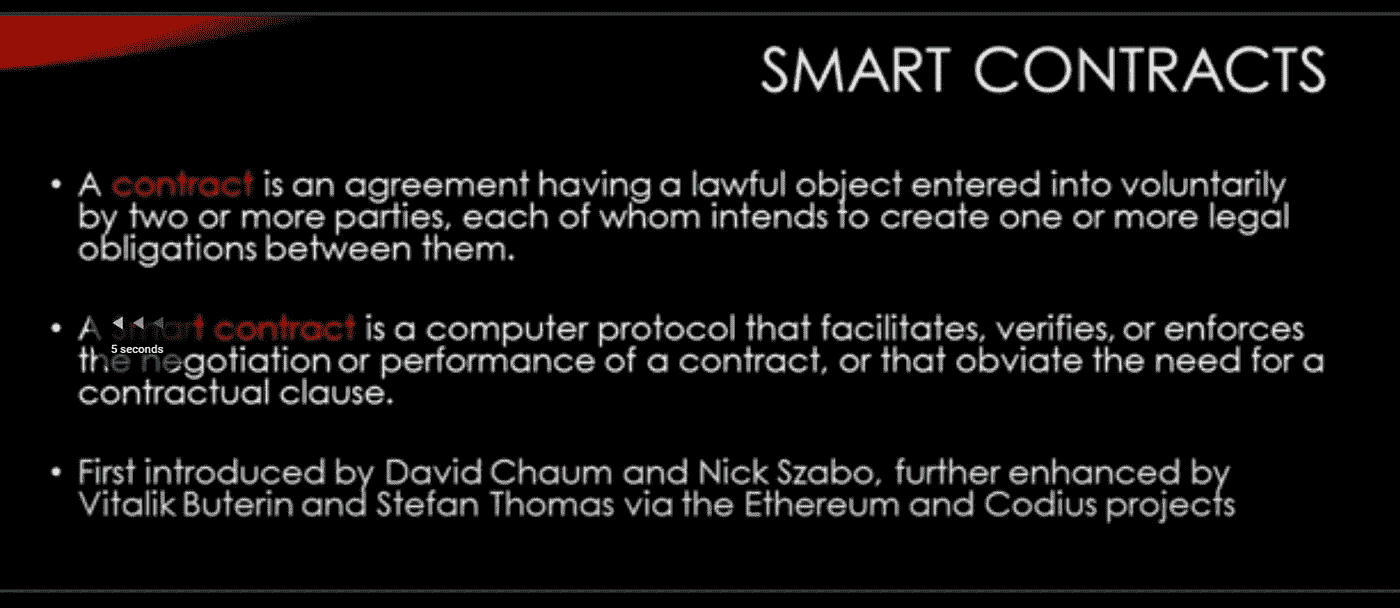 SMART CONTRACTS
• A contract is an agreement having a lawful object entered into voluntarily
by two or more parties, each of whom intends to create one or more legal
obligations between them.
• A smart contract is a computer protocol that facilitates, verifies, or enforces
5 seconds
the negotiation or performance of a contract, or that obviate the need for a
contractual clause.
• First introduced by David Chaum and Nick Szabo, further enhanced by
Vitalik Buterin and Stefan Thomas via the Ethereum and Codius projects